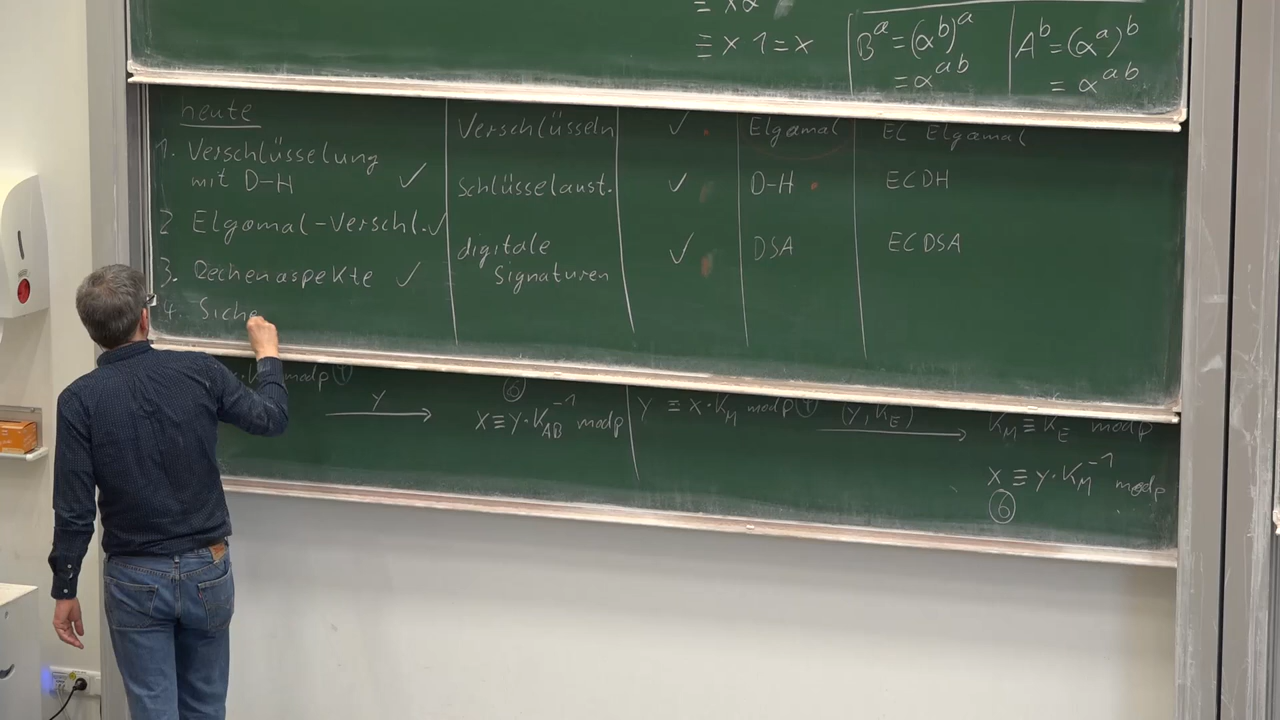 ≡ xα
≡ x 1 = x
B^a = (α^b)^a
= α^ab
A^b = (α^a)^b
= α^ab
heute
1. Verschlüsselung
mit D-H ✓
2 Elgamal-Verschl. ✓
3. Rechenaspekte ✓
4. Siche
Verschlüsseln ✓ Elgamal EC Elgamal
Schlüsselaust. ✓ D-H ECDH
digitale
Signaturen ✓ DSA ECDSA
mod p
y
⑥
x ≡ y·K_AB^-1 mod p
y ≡ x·K_M mod p
(y, K_E)
K_M ≡ K_E mod p
x ≡ y·K_M^-1 mod p
⑥